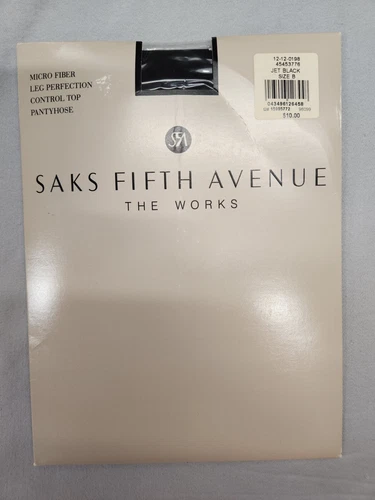 MICRO FIBER
LEG PERFECTION
CONTROL TOP
PANTYHOSE
12-12-0198
45453776
JET BLACK
SIZE B
$10.00
SAKS FIFTH AVENUE
THE WORKS